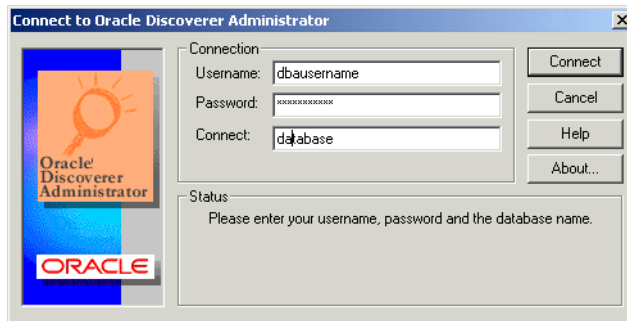 Connect to Oracle Discoverer Administrator
Connection
Username: dbausername
Password: ***********
Connect: database
Connect
Cancel
Help
About...
Oracle
Discoverer
Administrator
ORACLE
Status
Please enter your username, password and the database name.